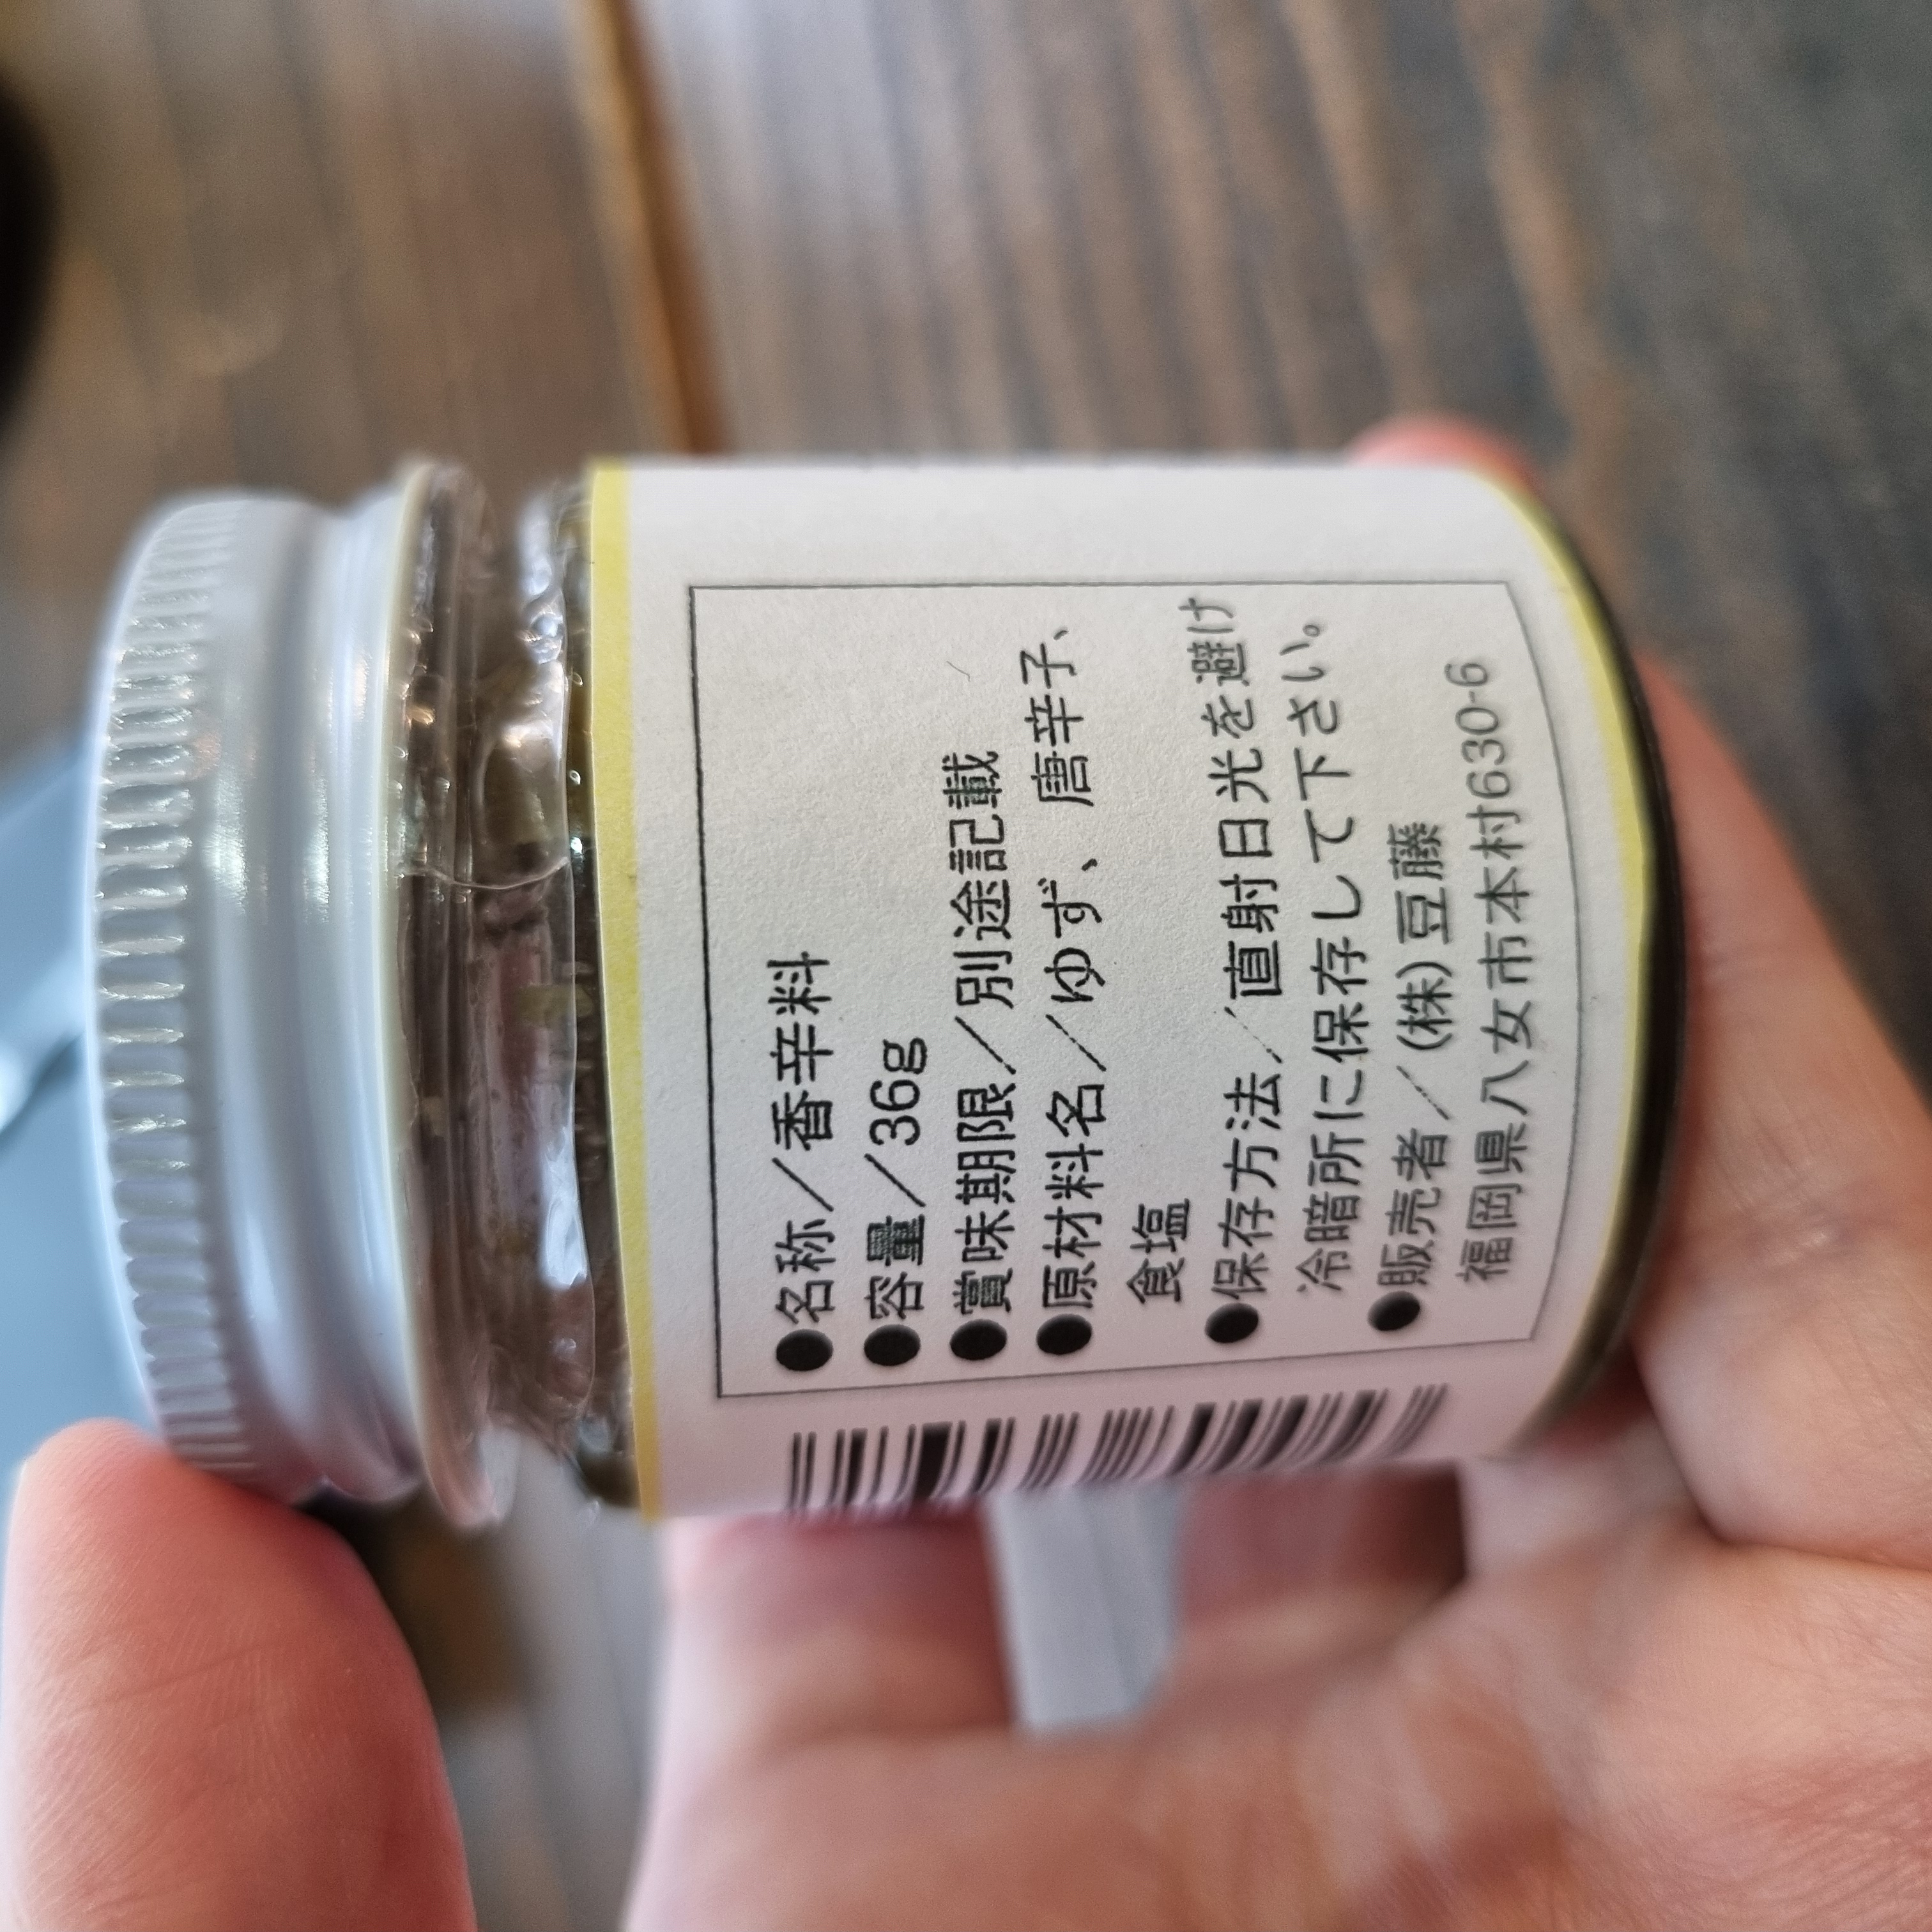 ●名称／香辛料
●容量／36g
●賞味期限／別途記載
●原材料名／ゆず、唐辛子、
食塩
●保存方法／直射日光を避け
冷暗所に保存して下さい。
●販売者／(株)豆藤
福岡県八女市本村630-6